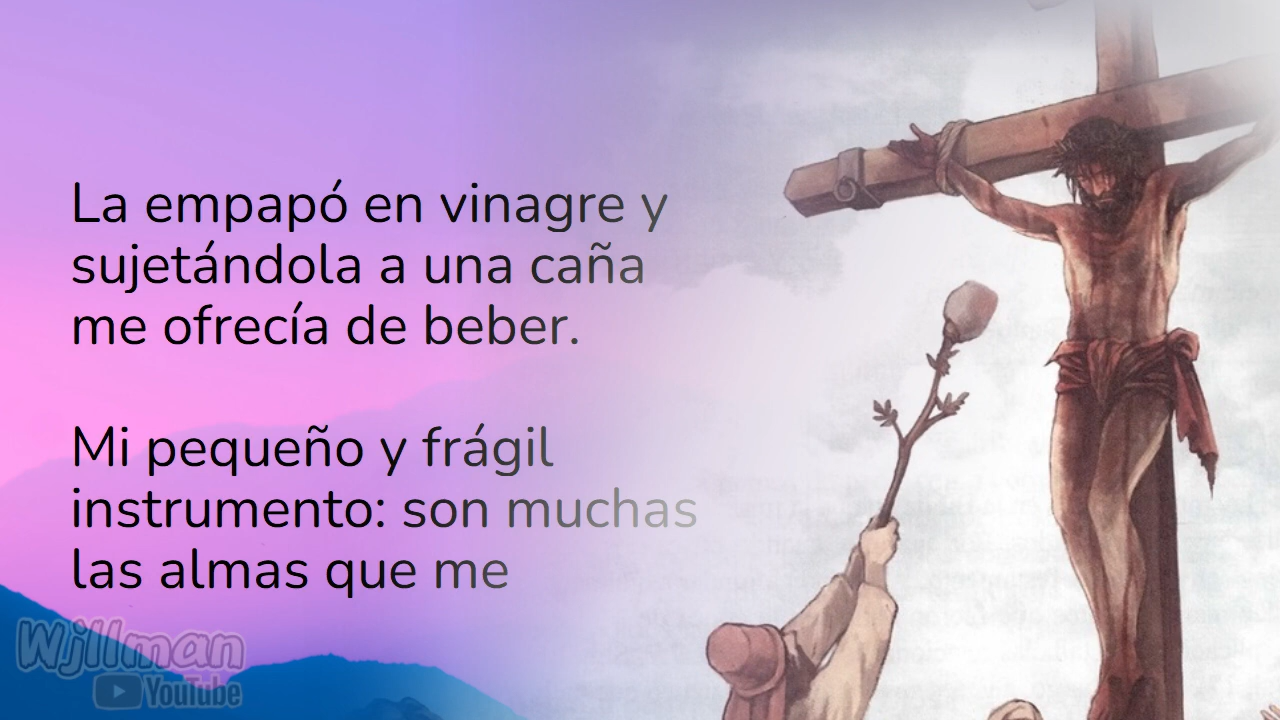 La empapó en vinagre y
sujetándola a una caña
me ofrecía de beber.
Mi pequeño y frágil
instrumento: son muchas
las almas que me
Wjllman
YouTube